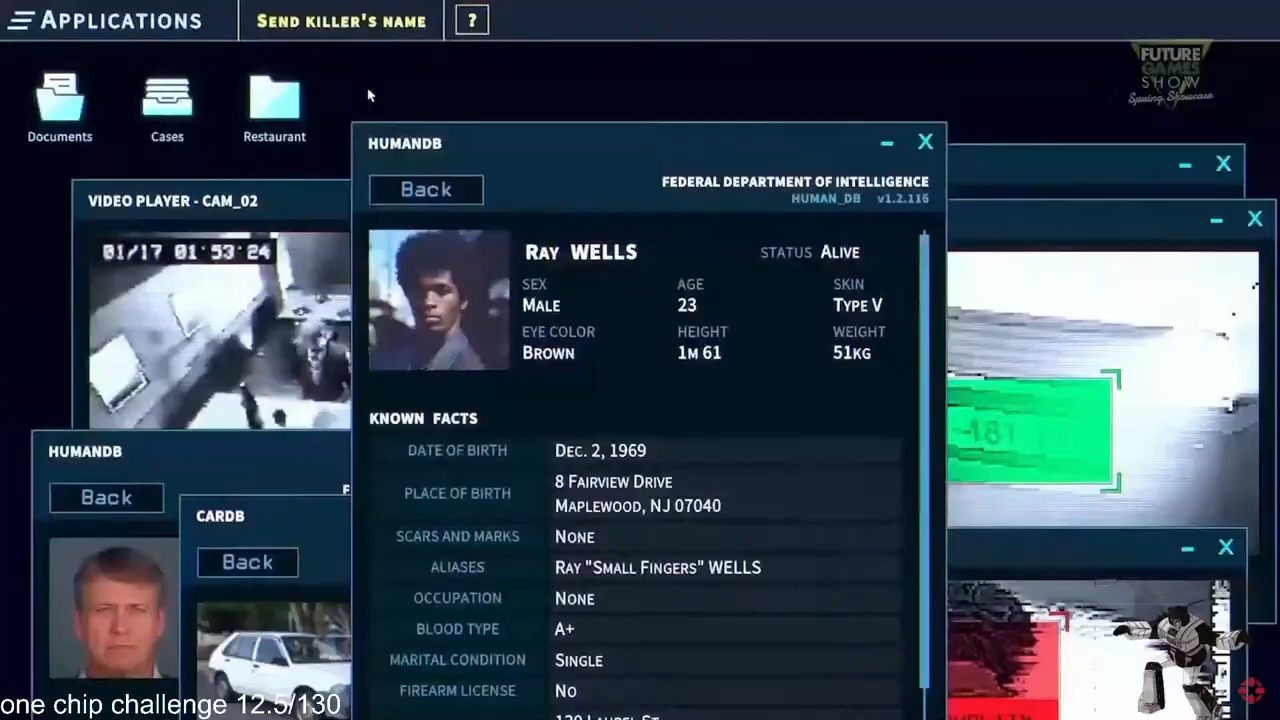 APPLICATIONS
SEND KILLER'S NAME
?
FUTURE
GAMES
SHOW
Spring Showcase
Documents
Cases
Restaurant
HUMANDB
– X
Back
FEDERAL DEPARTMENT OF INTELLIGENCE
HUMAN_DB v1.2.116
VIDEO PLAYER - CAM_02
01/17 01:53:24
RAY WELLS
STATUS ALIVE
SEX AGE SKIN
MALE 23 TYPE V
EYE COLOR HEIGHT WEIGHT
BROWN 1M 61 51KG
KNOWN FACTS
DATE OF BIRTH DEC. 2, 1969
PLACE OF BIRTH 8 FAIRVIEW DRIVE
MAPLEWOOD, NJ 07040
SCARS AND MARKS NONE
ALIASES RAY "SMALL FINGERS" WELLS
OCCUPATION NONE
BLOOD TYPE A+
MARITAL CONDITION SINGLE
FIREARM LICENSE NO
HUMANDB
Back
F
CARDB
Back
-481
one chip challenge 12.5/130